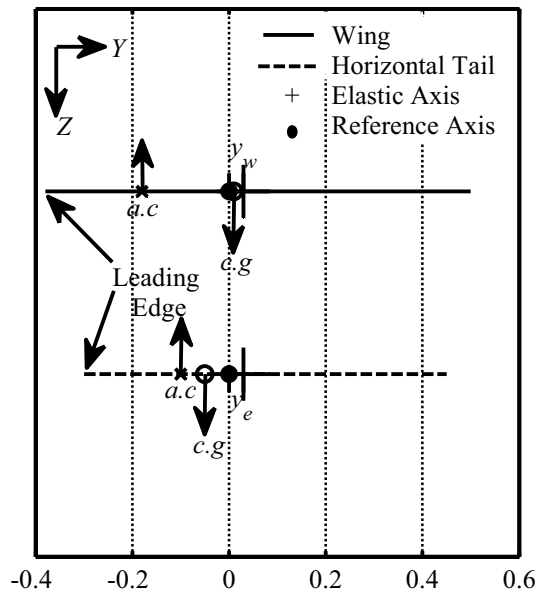 Y
Z
Wing
Horizontal Tail
Elastic Axis
Reference Axis
y_w
a.c
c.g
Leading
Edge
a.c
y_e
c.g
-0.4 -0.2 0 0.2 0.4 0.6